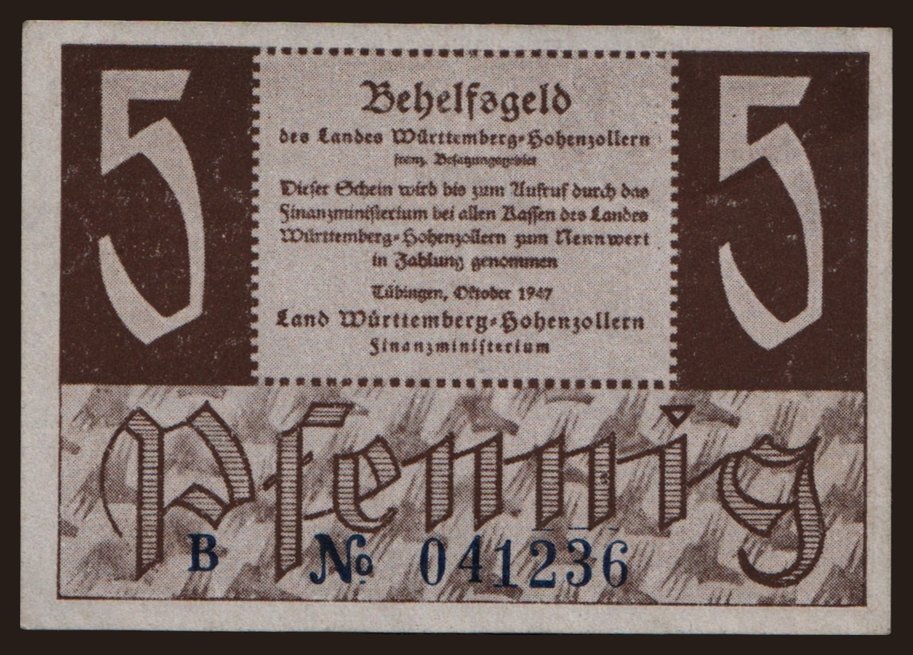 5 5
Behelfsgeld
des Landes Württemberg-Hohenzollern
franz. Besatzungsgebiet
Dieser Schein wird bis zum Aufruf durch das
Finanzministerium bei allen Kassen des Landes
Württemberg-Hohenzollern zum Nennwert
in Zahlung genommen
Tübingen, Oktober 1947
Land Württemberg-Hohenzollern
Finanzministerium
Pfennig
B No 041236